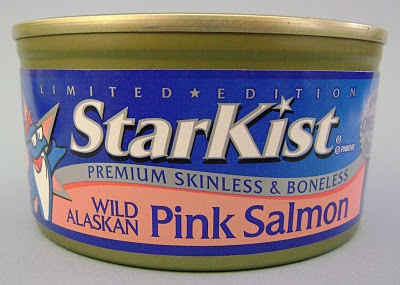 LIMITED ★ EDITION
StarKist
PREMIUM SKINLESS & BONELESS
WILD
ALASKAN
Pink Salmon